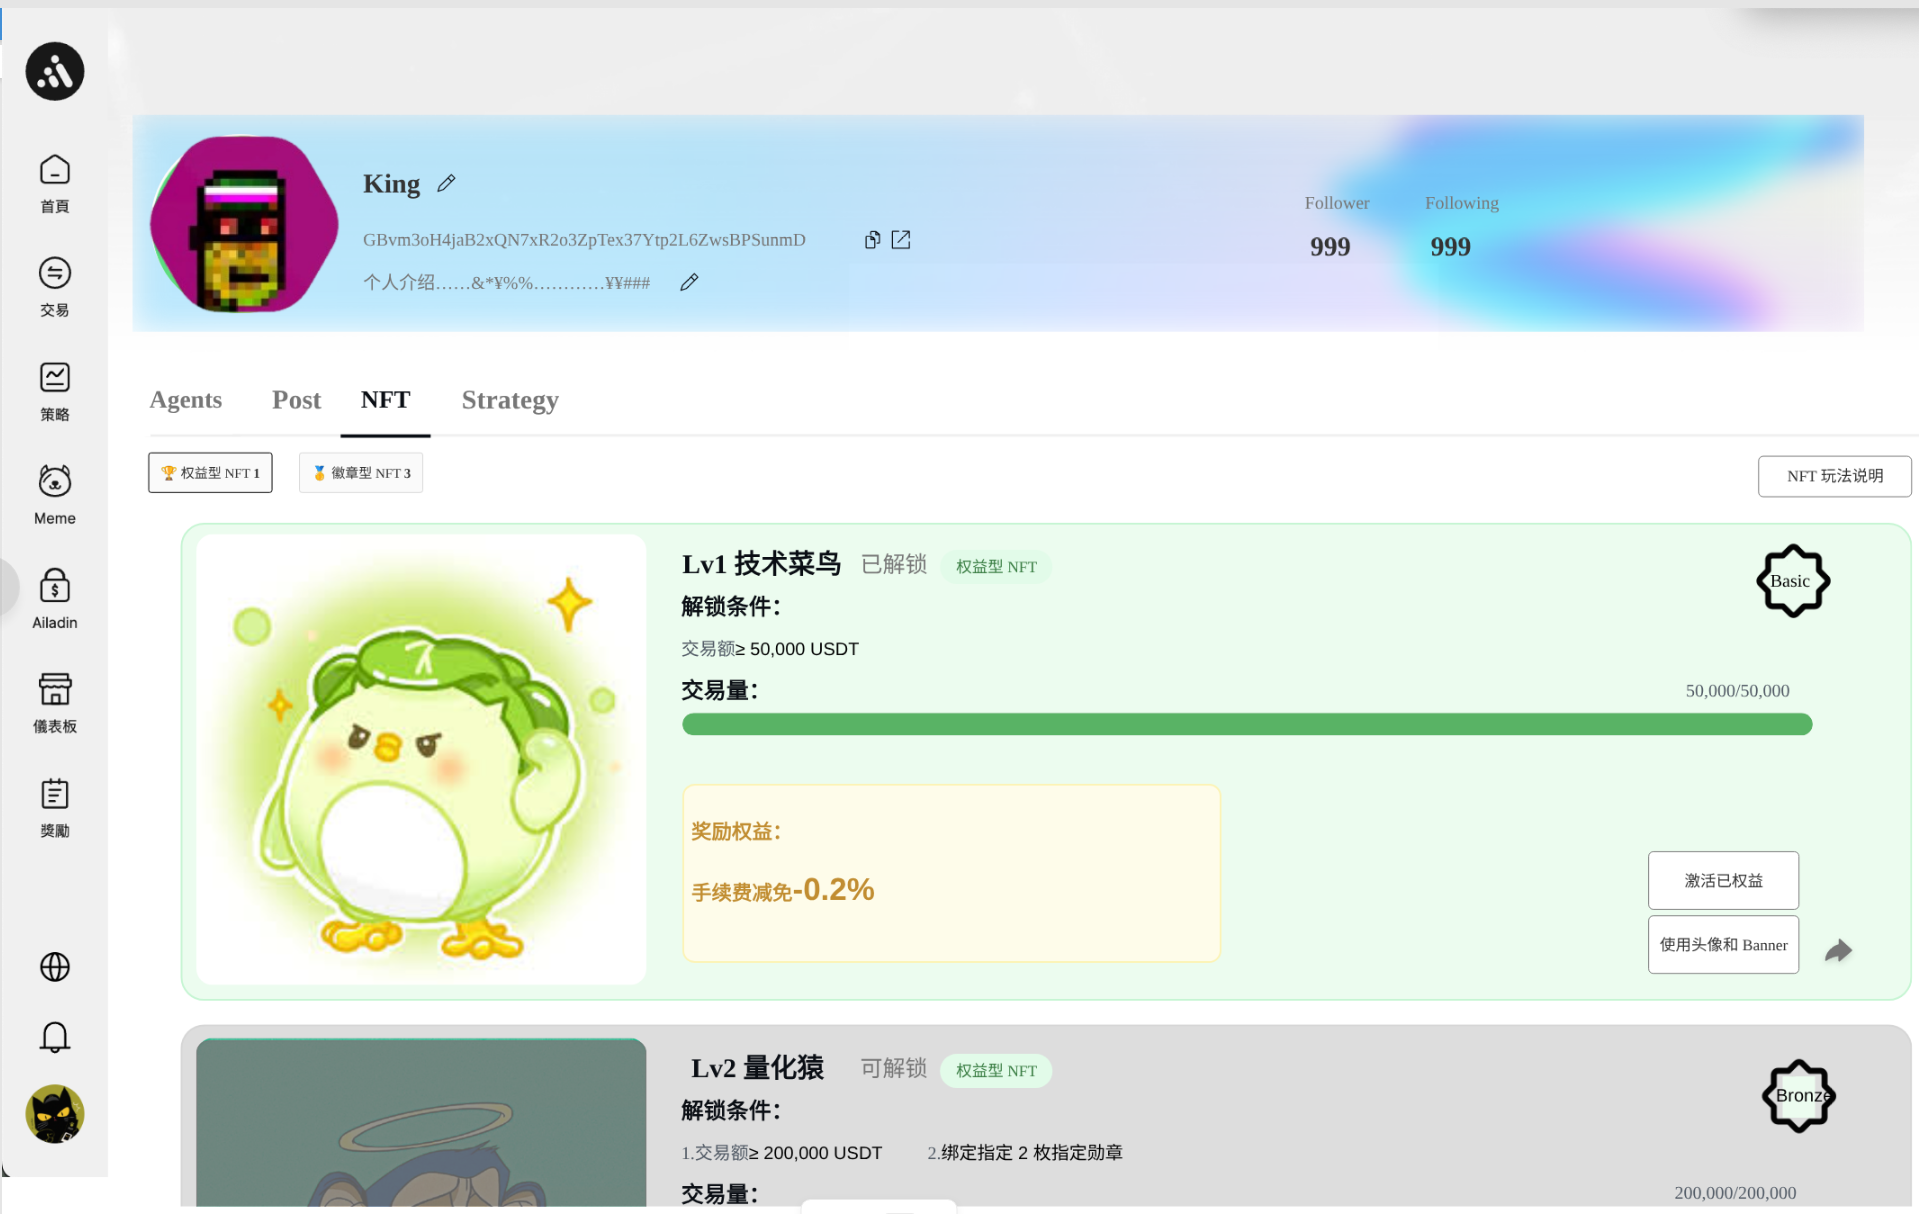 首頁
交易
策略
Meme
Ailadin
儀表板
獎勵
King
GBvm3oH4jaB2xQN7xR2o3ZpTex37Ytp2L6ZwsBPSunmD
个人介绍……&*¥%%…………¥¥###
Follower Following
999 999
Agents Post NFT Strategy
权益型 NFT 1 徽章型 NFT 3
NFT 玩法说明
Lv1 技术菜鸟 已解锁 权益型 NFT
Basic
解锁条件：
交易额≥ 50,000 USDT
交易量：
50,000/50,000
奖励权益：
手续费减免-0.2%
激活已权益
使用头像和 Banner
Lv2 量化猿 可解锁 权益型 NFT
Bronze
解锁条件：
1.交易额≥ 200,000 USDT 2.绑定指定 2 枚指定勋章
交易量：
200,000/200,000